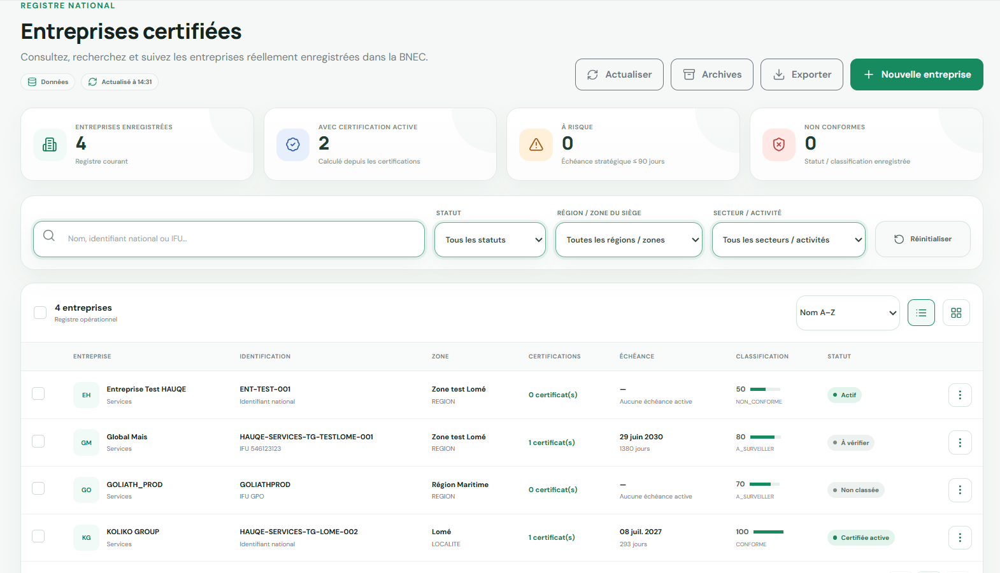 REGISTRE NATIONAL
Entreprises certifiées
Consultez, recherchez et suivez les entreprises réellement enregistrées dans la BNEC.
Données
Actualisé à 14:31
Actualiser
Archives
Exporter
Nouvelle entreprise
ENTREPRISES ENREGISTRÉES
4
Registre courant
AVEC CERTIFICATION ACTIVE
2
Calculé depuis les certifications
À RISQUE
0
Échéance stratégique ≤ 90 jours
NON CONFORMES
0
Statut / classification enregistrée
Nom, identifiant national ou IFU...
STATUT
Tous les statuts
RÉGION / ZONE DU SIÈGE
Toutes les régions / zones
SECTEUR / ACTIVITÉ
Tous les secteurs / activités
Réinitialiser
4 entreprises
Registre opérationnel
Nom A–Z
ENTREPRISE IDENTIFICATION ZONE CERTIFICATIONS ÉCHÉANCE CLASSIFICATION STATUT
EH Entreprise Test HAUQE ENT-TEST-001 Zone test Lomé 0 certificat(s) — 50 Actif
Services Identifiant national REGION Aucune échéance active NON_CONFORME
GM Global Mais HAUQE-SERVICES-TG-TESTLOME-001 Zone test Lomé 1 certificat(s) 29 juin 2030 80 À vérifier
Services IFU 546123123 REGION 1380 jours A_SURVEILLER
GO GOLIATH_PROD GOLIATHPROD Région Maritime 0 certificat(s) — 70 Non classée
Services IFU GPO REGION Aucune échéance active A_SURVEILLER
KG KOLIKO GROUP HAUQE-SERVICES-TG-LOME-002 Lomé 1 certificat(s) 08 juil. 2027 100 Certifiée active
Services Identifiant national LOCALITE 293 jours CONFORME